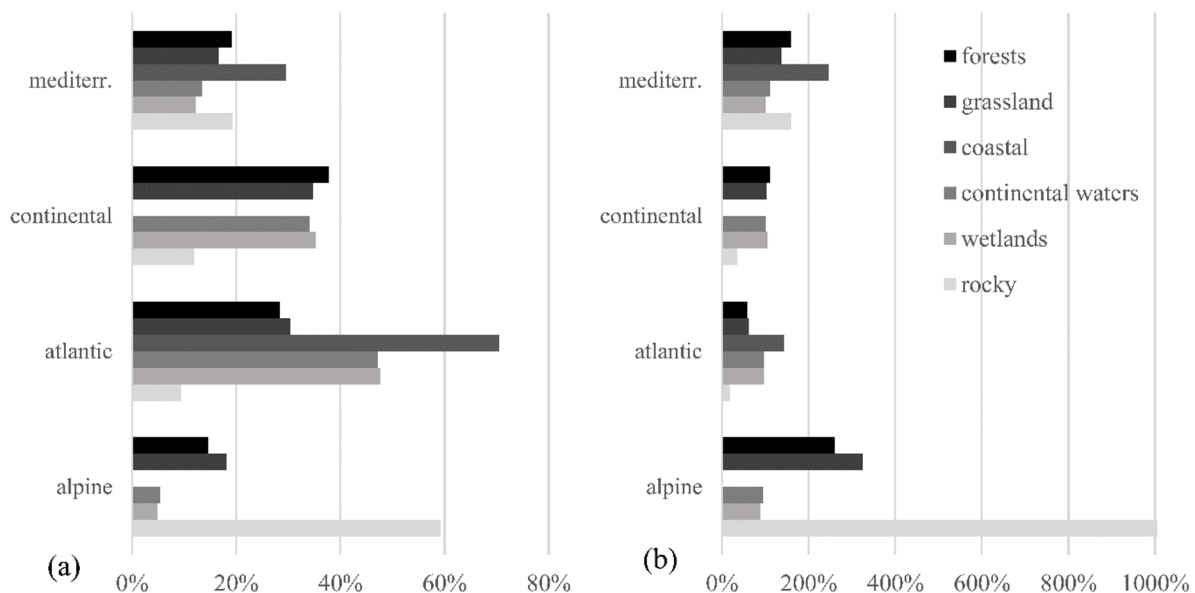 mediterr.
continental
atlantic
alpine
(a)
0% 20% 40% 60% 80%
mediterr.
continental
atlantic
alpine
(b)
0% 200% 400% 600% 800% 1000%
forests
grassland
coastal
continental waters
wetlands
rocky